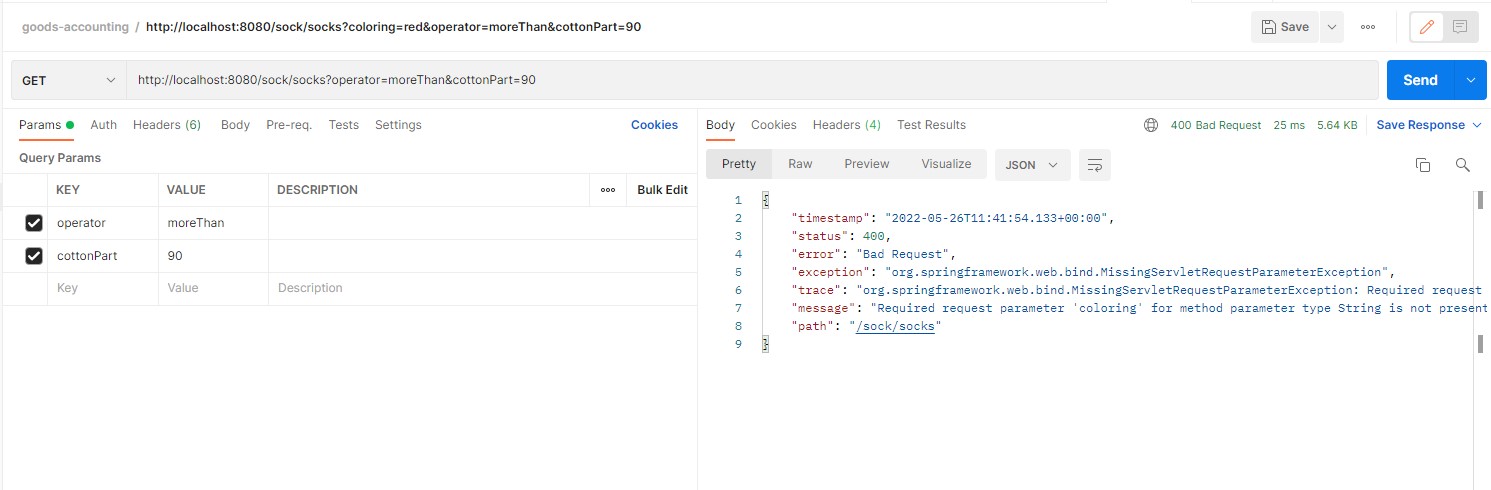 goods-accounting / http://localhost:8080/sock/socks?coloring=red&operator=moreThan&cottonPart=90
Save
GET
http://localhost:8080/sock/socks?operator=moreThan&cottonPart=90
Send
Params Auth Headers (6) Body Pre-req. Tests Settings
Cookies
Query Params
KEY VALUE DESCRIPTION Bulk Edit
operator moreThan
cottonPart 90
Key Value Description
Body Cookies Headers (4) Test Results
400 Bad Request 25 ms 5.64 KB Save Response
Pretty Raw Preview Visualize JSON
1 {
2 "timestamp": "2022-05-26T11:41:54.133+00:00",
3 "status": 400,
4 "error": "Bad Request",
5 "exception": "org.springframework.web.bind.MissingServletRequestParameterException",
6 "trace": "org.springframework.web.bind.MissingServletRequestParameterException: Required request
7 "message": "Required request parameter 'coloring' for method parameter type String is not present
8 "path": "/sock/socks"
9 }